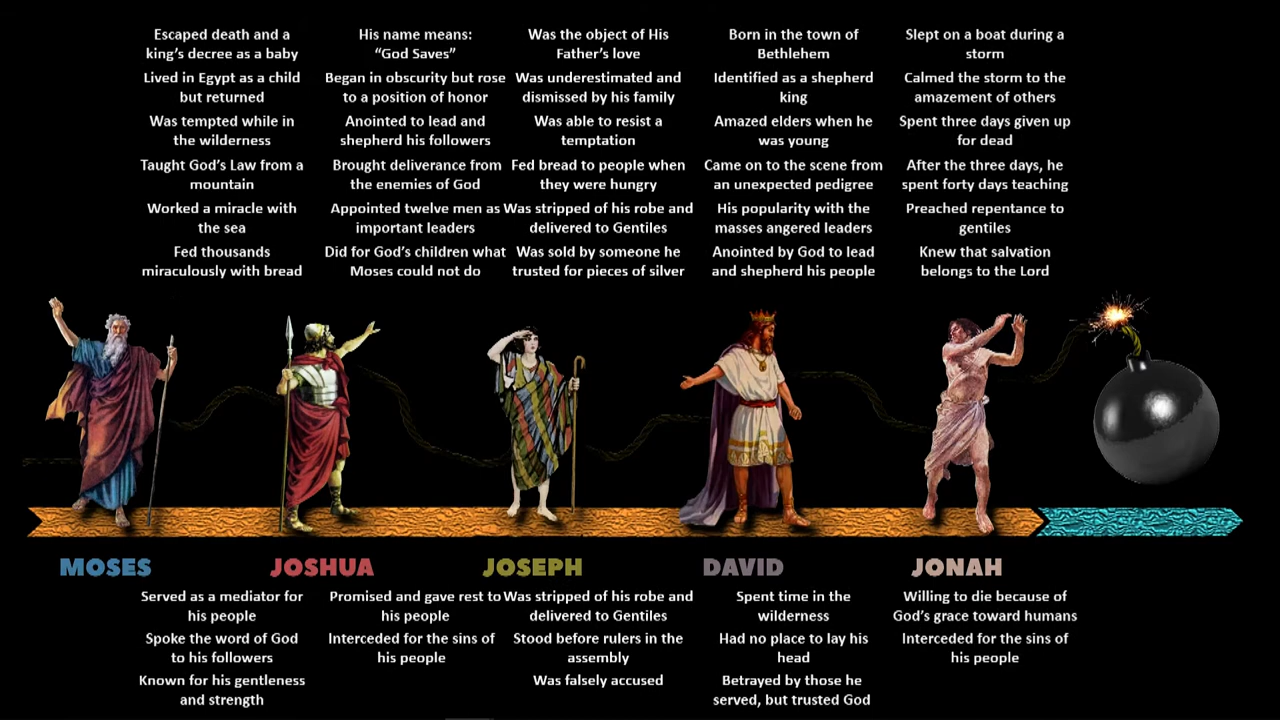 Escaped death and a
king's decree as a baby
Lived in Egypt as a child
but returned
Was tempted while in
the wilderness
Taught God's Law from a
mountain
Worked a miracle with
the sea
Fed thousands
miraculously with bread
His name means:
“God Saves”
Began in obscurity but rose
to a position of honor
Anointed to lead and
shepherd his followers
Brought deliverance from
the enemies of God
Appointed twelve men as
important leaders
Did for God's children what
Moses could not do
Was the object of His
Father's love
Was underestimated and
dismissed by his family
Was able to resist a
temptation
Fed bread to people when
they were hungry
Was stripped of his robe and
delivered to Gentiles
Was sold by someone he
trusted for pieces of silver
Born in the town of
Bethlehem
Identified as a shepherd
king
Amazed elders when he
was young
Came on to the scene from
an unexpected pedigree
His popularity with the
masses angered leaders
Anointed by God to lead
and shepherd his people
Slept on a boat during a
storm
Calmed the storm to the
amazement of others
Spent three days given up
for dead
After the three days, he
spent forty days teaching
Preached repentance to
gentiles
Knew that salvation
belongs to the Lord
MOSES
JOSHUA
JOSEPH
DAVID
JONAH
Served as a mediator for
his people
Spoke the word of God
to his followers
Known for his gentleness
and strength
Promised and gave rest to
his people
Interceded for the sins of
his people
Was stripped of his robe and
delivered to Gentiles
Stood before rulers in the
assembly
Was falsely accused
Spent time in the
wilderness
Had no place to lay his
head
Betrayed by those he
served, but trusted God
Willing to die because of
God's grace toward humans
Interceded for the sins of
his people